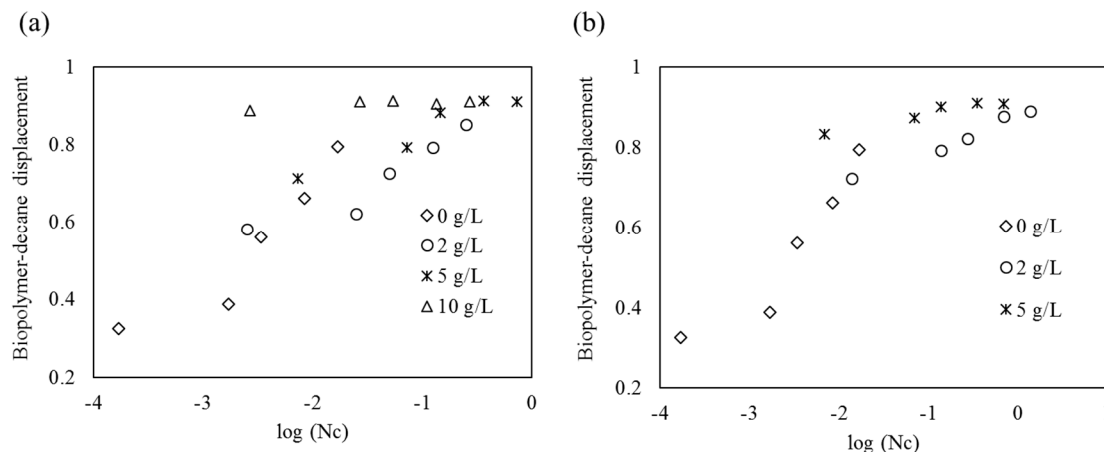 (a)
Biopolymer-decane displacement
1
0.8
0.6
0.4
0.2
-4
-3
-2
-1
0
log (Nc)
0 g/L
2 g/L
5 g/L
10 g/L
(b)
Biopolymer-decane displacement
1
0.8
0.6
0.4
0.2
-4
-3
-2
-1
0
log (Nc)
0 g/L
2 g/L
5 g/L